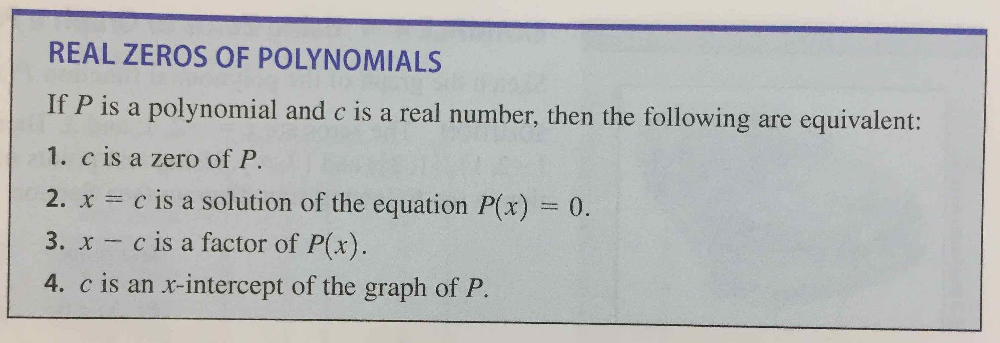 REAL ZEROS OF POLYNOMIALS
If P is a polynomial and c is a real number, then the following are equivalent:
1. c is a zero of P.
2. x = c is a solution of the equation P(x) = 0.
3. x − c is a factor of P(x).
4. c is an x-intercept of the graph of P.